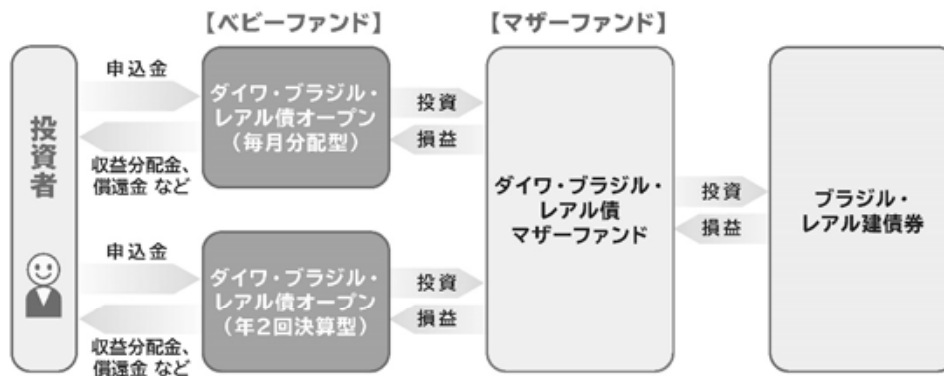 【ベビーファンド】
【マザーファンド】
投資者
申込金
収益分配金、
償還金 など
ダイワ・ブラジル・
レアル債オープン
（毎月分配型）
投資
損益
申込金
収益分配金、
償還金 など
ダイワ・ブラジル・
レアル債オープン
（年2回決算型）
投資
損益
ダイワ・ブラジル・
レアル債
マザーファンド
投資
損益
ブラジル・
レアル建債券